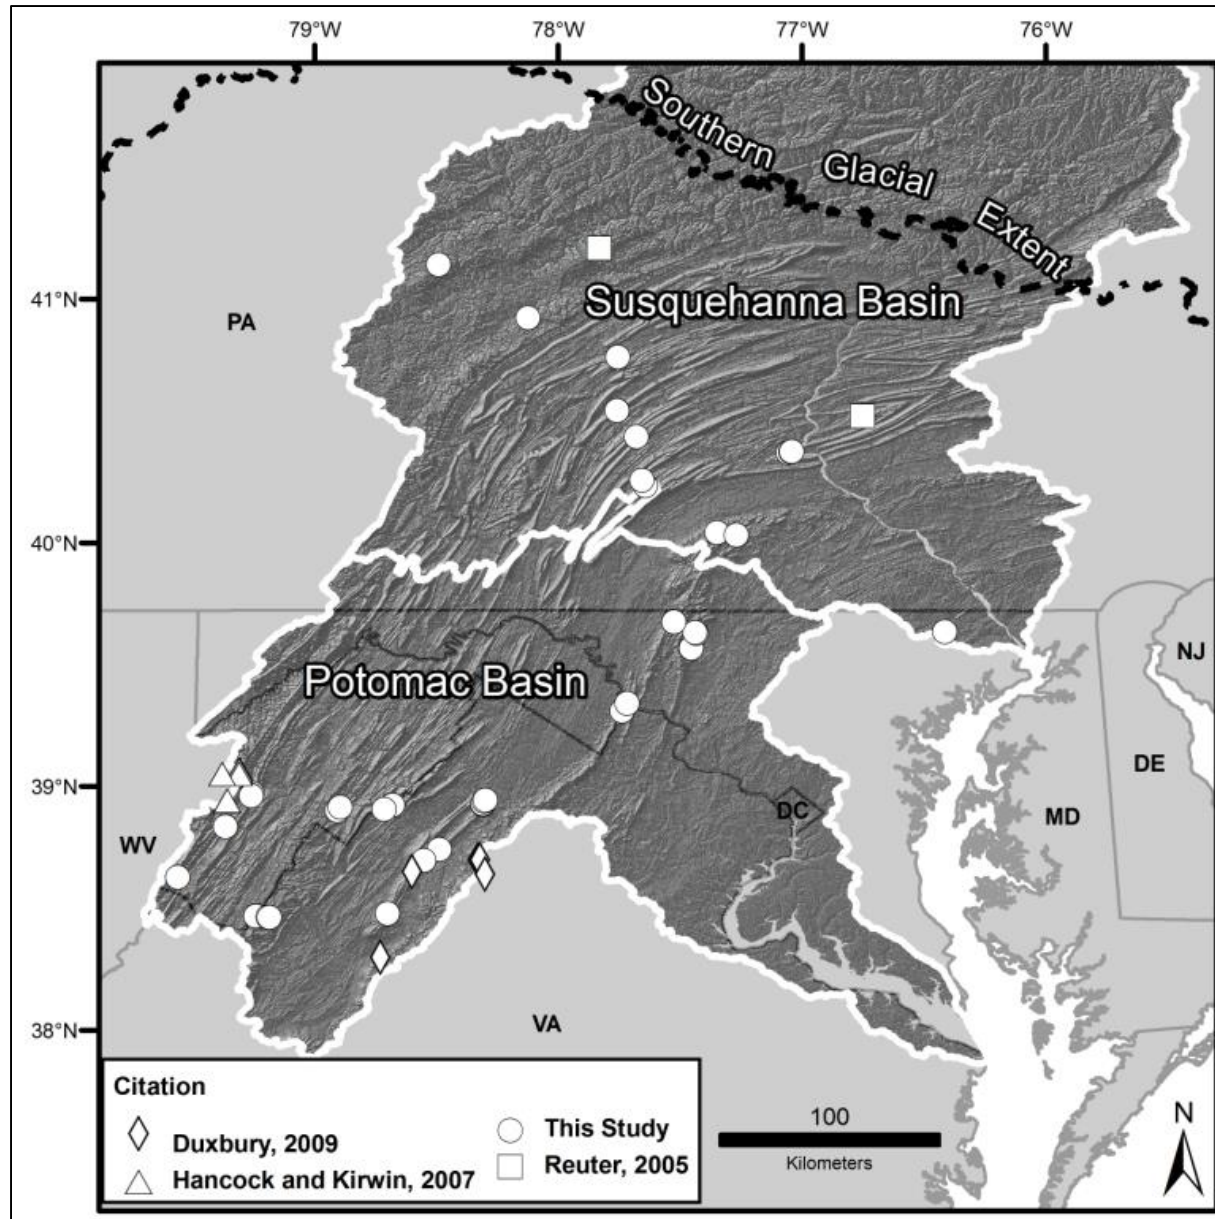 79°W 78°W 77°W 76°W
Southern
Glacial
Extent
41°N
Susquehanna Basin
PA
40°N
NJ
Potomac Basin
DE
39°N
DC
MD
WV
38°N
VA
Citation
Duxbury, 2009
Hancock and Kirwin, 2007
This Study
Reuter, 2005
100
Kilometers
N